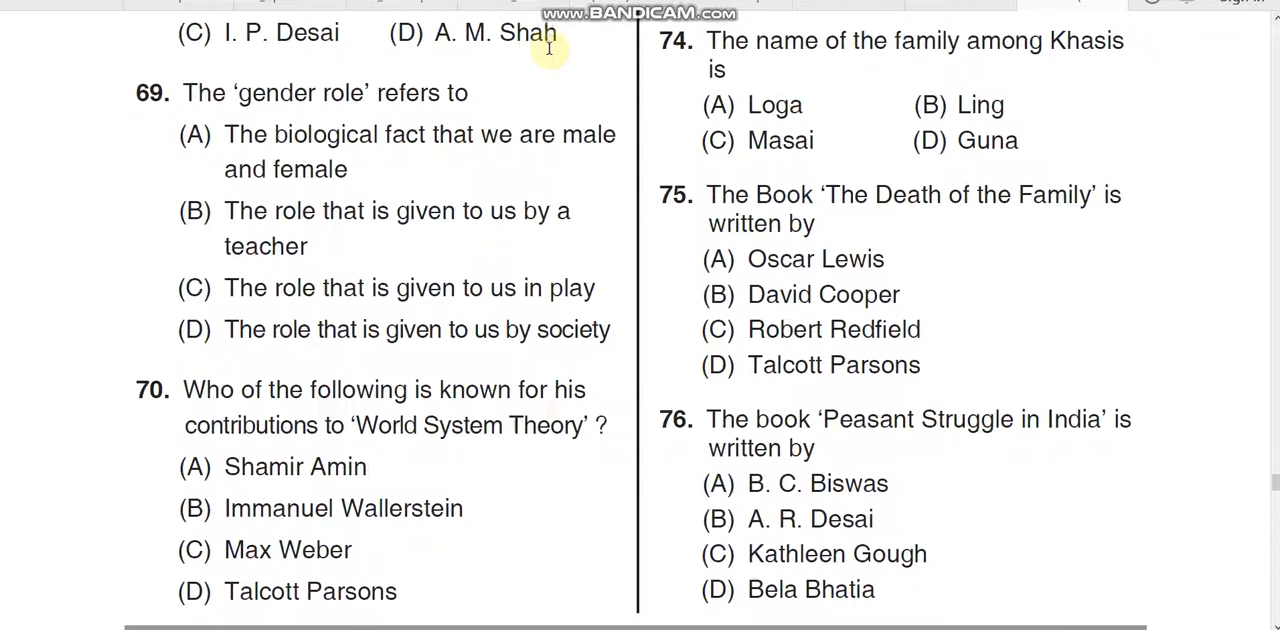 www.BANDICAM.com
(C) I. P. Desai (D) A. M. Shah
69. The ‘gender role’ refers to
(A) The biological fact that we are male
and female
(B) The role that is given to us by a
teacher
(C) The role that is given to us in play
(D) The role that is given to us by society
70. Who of the following is known for his
contributions to ‘World System Theory’ ?
(A) Shamir Amin
(B) Immanuel Wallerstein
(C) Max Weber
(D) Talcott Parsons
74. The name of the family among Khasis
is
(A) Loga (B) Ling
(C) Masai (D) Guna
75. The Book ‘The Death of the Family’ is
written by
(A) Oscar Lewis
(B) David Cooper
(C) Robert Redfield
(D) Talcott Parsons
76. The book ‘Peasant Struggle in India’ is
written by
(A) B. C. Biswas
(B) A. R. Desai
(C) Kathleen Gough
(D) Bela Bhatia